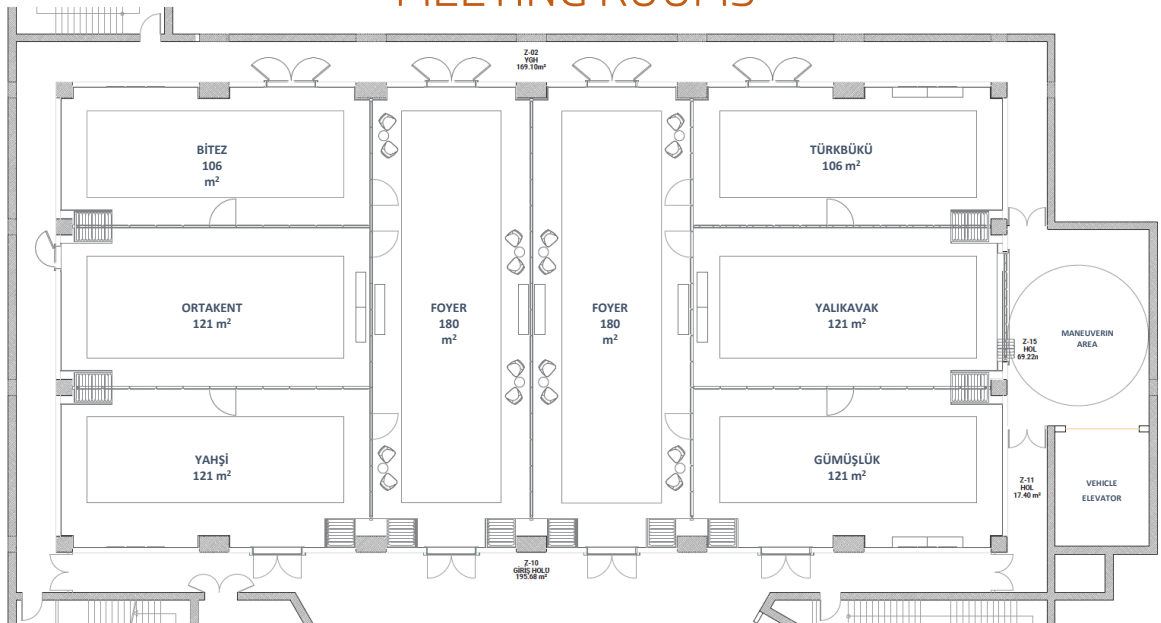 MEETING ROOMS
Z-02
YGH
169.10m²
BİTEZ
106
m²
TÜRKBÜKÜ
106 m²
ORTAKENT
121 m²
FOYER
180
m²
FOYER
180
m²
YALIKAVAK
121 m²
MANEUVERIN
AREA
Z-15
HOL
69.22m
YAHŞİ
121 m²
GÜMÜŞLÜK
121 m²
Z-11
HOL
17.40 m²
VEHICLE
ELEVATOR
Z-10
GİRİŞ HOLÜ
195.68 m²